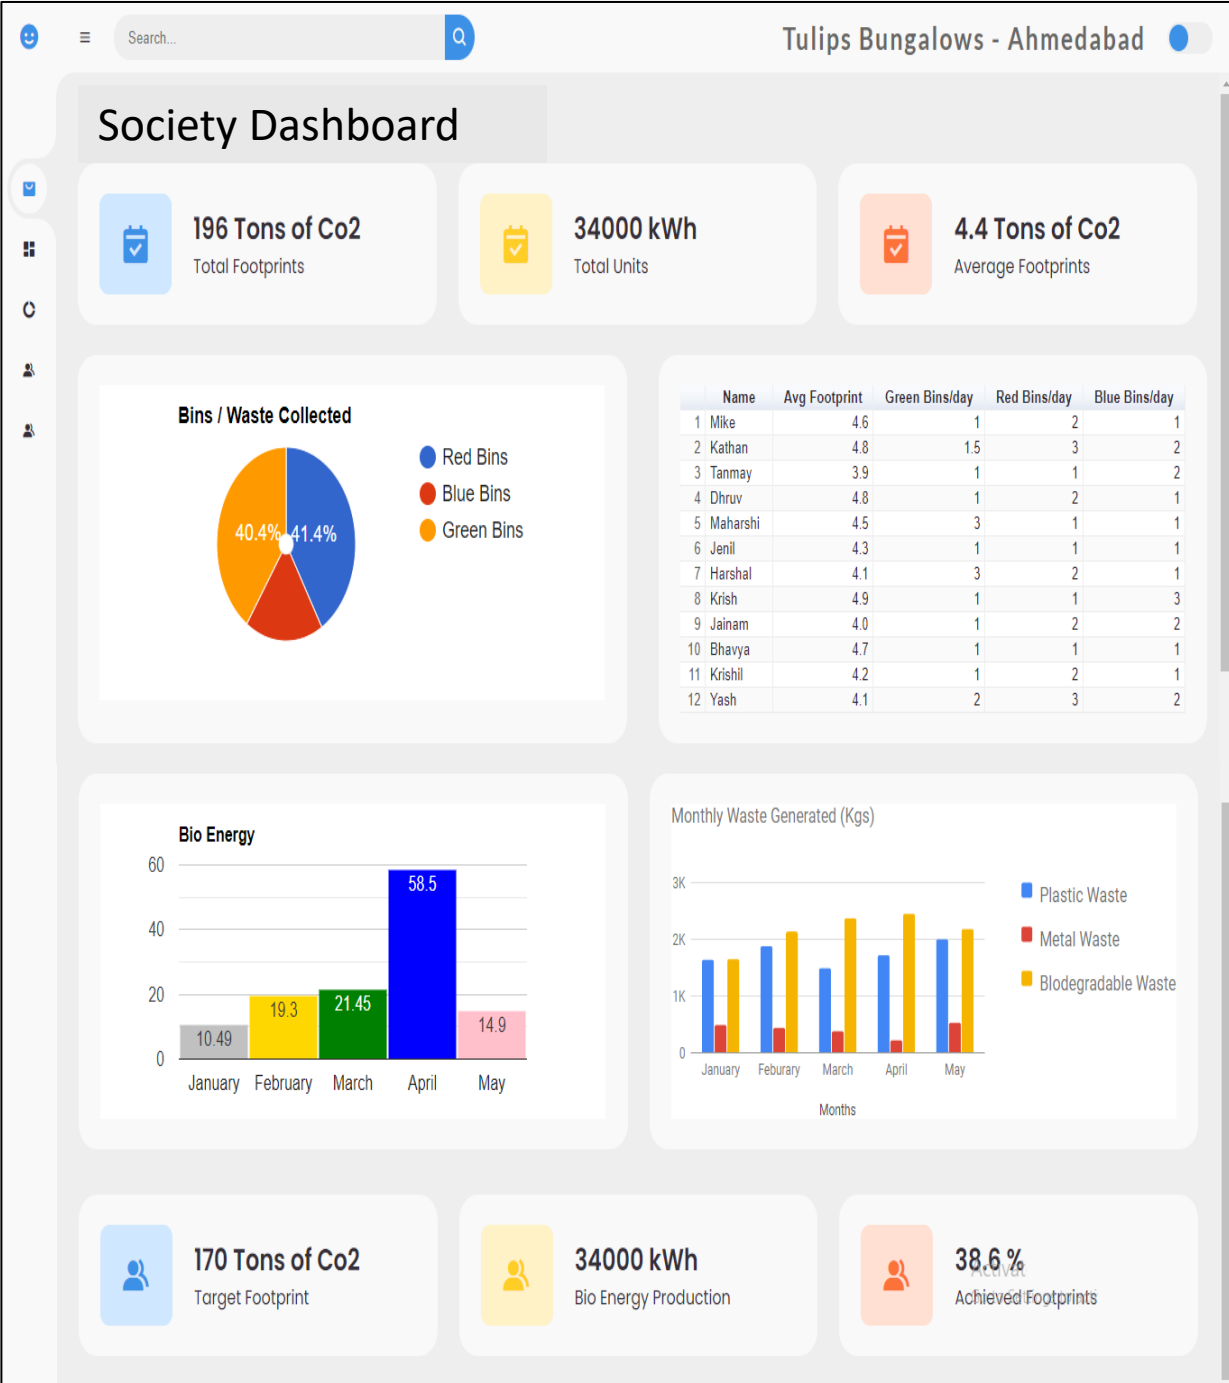 Search...
Tulips Bungalows - Ahmedabad
Society Dashboard
196 Tons of Co2
Total Footprints
34000 kWh
Total Units
4.4 Tons of Co2
Average Footprints
Bins / Waste Collected
Red Bins
Blue Bins
Green Bins
40.4% 41.4%
Name Avg Footprint Green Bins/day Red Bins/day Blue Bins/day
1 Mike 4.6 1 2 1
2 Kathan 4.8 1.5 3 2
3 Tanmay 3.9 1 1 2
4 Dhruv 4.8 1 2 1
5 Maharshi 4.5 3 1 1
6 Jenil 4.3 1 1 1
7 Harshal 4.1 3 2 1
8 Krish 4.9 1 1 3
9 Jainam 4.0 1 2 2
10 Bhavya 4.7 1 1 1
11 Krishil 4.2 1 2 1
12 Yash 4.1 2 3 2
Bio Energy
60
40
20
0
10.49
19.3
21.45
58.5
14.9
January February March April May
Monthly Waste Generated (Kgs)
3K
2K
1K
0
January Feburary March April May
Months
Plastic Waste
Metal Waste
Blodegradable Waste
170 Tons of Co2
Target Footprint
34000 kWh
Bio Energy Production
38.6 %
Activat
Achieved Footprints